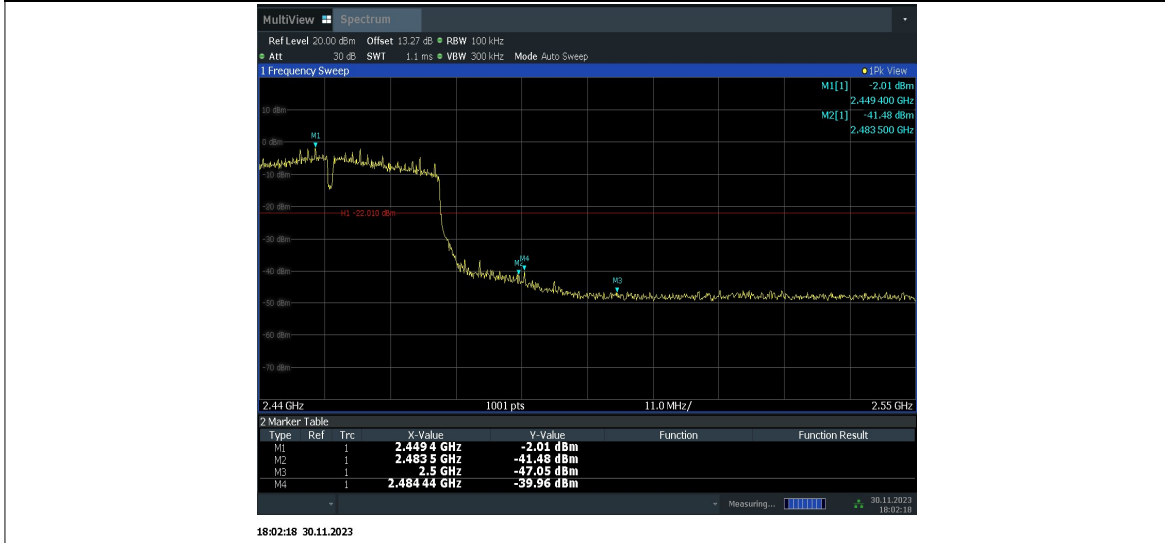 MultiView Spectrum
Ref Level 20.00 dBm Offset 13.27 dB RBW 100 kHz
Att 30 dB SWT 1.1 ms VBW 300 kHz Mode Auto Sweep
1 Frequency Sweep 1Pk View
M1[1] -2.01 dBm
2.449 400 GHz
M2[1] -41.48 dBm
2.483 500 GHz
10 dBm
M1
0 dBm
-10 dBm
-20 dBm
H1 -22.010 dBm
-30 dBm
M4
-40 dBm
M3
-50 dBm
-60 dBm
-70 dBm
2.44 GHz 1001 pts 11.0 MHz/ 2.55 GHz
2 Marker Table
Type Ref Trc X-Value Y-Value Function Function Result
M1 1 2.449 4 GHz -2.01 dBm
M2 1 2.483 5 GHz -41.48 dBm
M3 1 2.5 GHz -47.05 dBm
M4 1 2.484 44 GHz -39.96 dBm
Measuring... 30.11.2023
18:02:18
18:02:18 30.11.2023